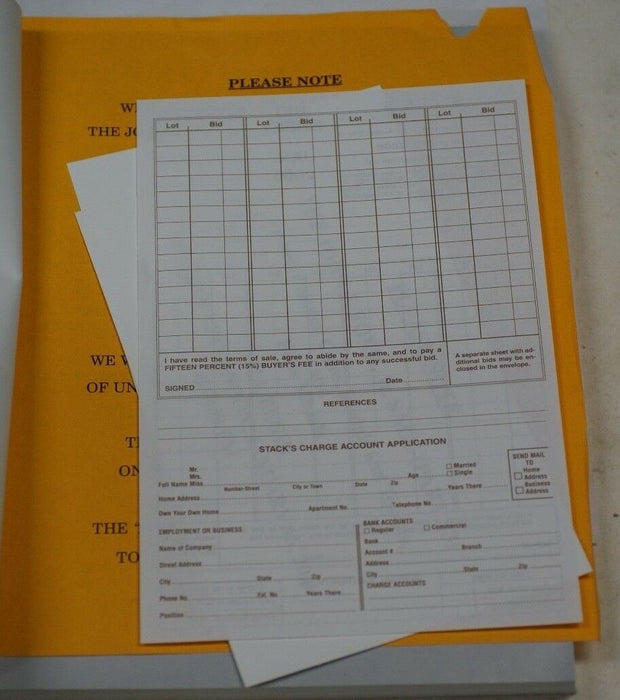 PLEASE NOTE
WE
THE JO
WE W
OF UN
TH
ON
THE "
TO
Lot Bid Lot Bid Lot Bid Lot Bid
I have read the terms of sale, agree to abide by the same, and to pay a
FIFTEEN PERCENT (15%) BUYER'S FEE in addition to any successful bid.
SIGNED Date
A separate sheet with ad-
ditional bids may be en-
closed in the envelope.
REFERENCES
STACK'S CHARGE ACCOUNT APPLICATION
Mr.
Mrs.
Full Name Miss Age
Married
Single
Number-Street City or Town State Zip
Home Address Years There
Own Your Own Home Apartment No. Telephone No.
SEND MAIL
TO
Home
Address
Business
Address
EMPLOYMENT OR BUSINESS
Name of Company
Street Address
City State Zip
Phone No. Ext. No. Years There
Position
BANK ACCOUNTS
Regular Commercial
Bank
Account # Branch
Address
City State Zip
CHARGE ACCOUNTS